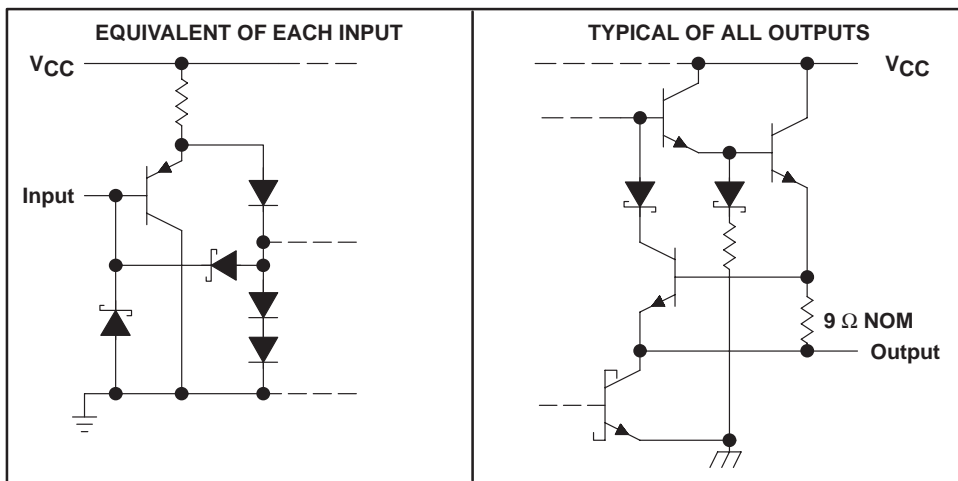 EQUIVALENT OF EACH INPUT
VCC
Input
TYPICAL OF ALL OUTPUTS
VCC
9 Ω NOM
Output